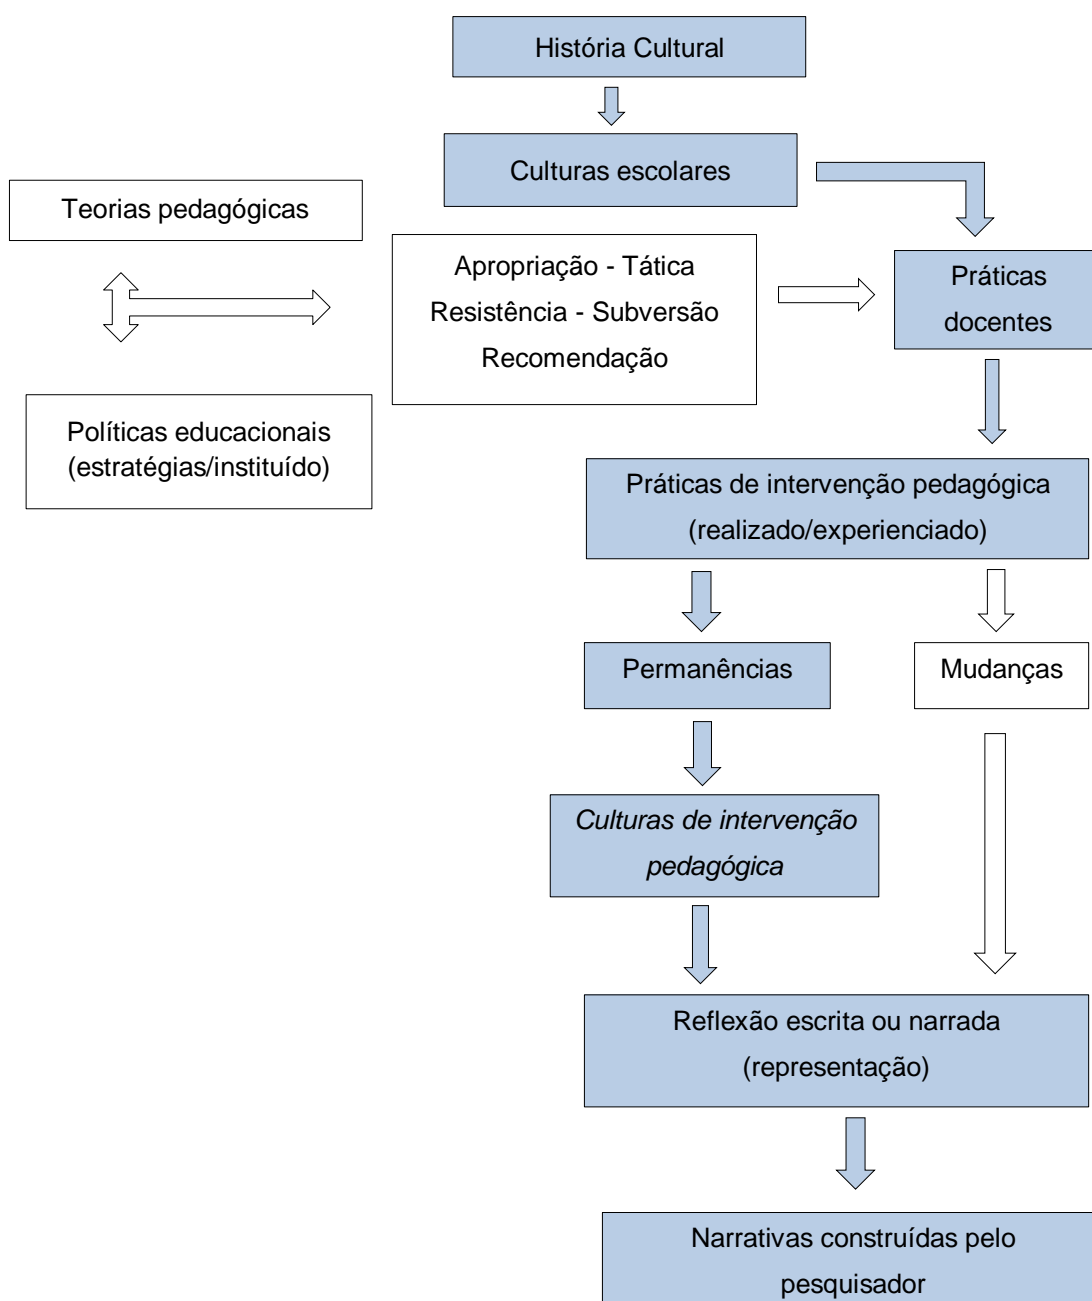 História Cultural
Culturas escolares
Teorias pedagógicas
Apropriação - Tática
Resistência - Subversão
Recomendação
Práticas
docentes
Políticas educacionais
(estratégias/instituído)
Práticas de intervenção pedagógica
(realizado/experienciado)
Permanências
Mudanças
Culturas de intervenção
pedagógica
Reflexão escrita ou narrada
(representação)
Narrativas construídas pelo
pesquisador